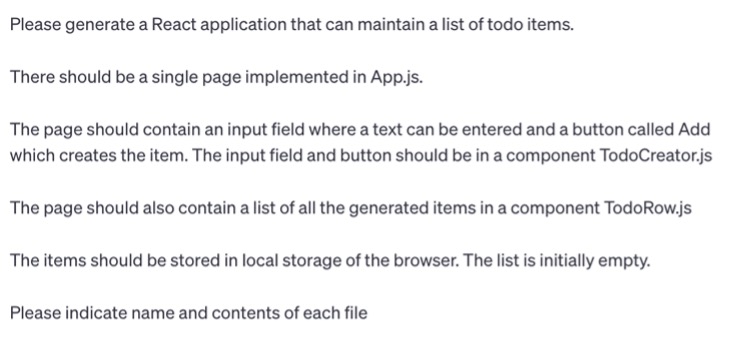 Please generate a React application that can maintain a list of todo items.
There should be a single page implemented in App.js.
The page should contain an input field where a text can be entered and a button called Add
which creates the item. The input field and button should be in a component TodoCreator.js
The page should also contain a list of all the generated items in a component TodoRow.js
The items should be stored in local storage of the browser. The list is initially empty.
Please indicate name and contents of each file